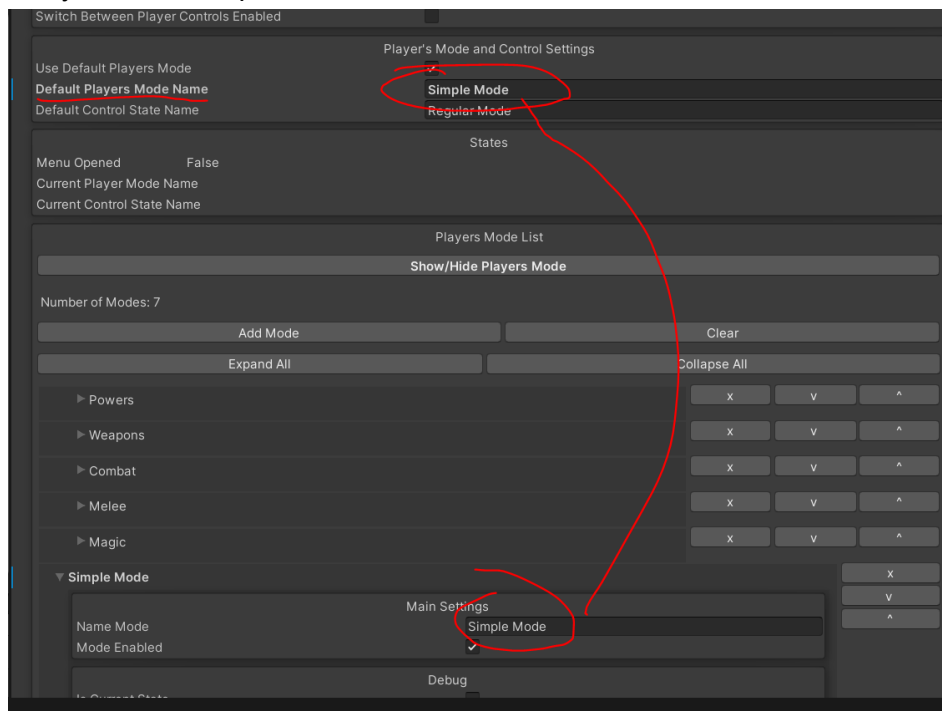 Switch Between Player Controls Enabled
Player's Mode and Control Settings
Use Default Players Mode
Default Players Mode Name Simple Mode
Default Control State Name Regular Mode
States
Menu Opened False
Current Player Mode Name
Current Control State Name
Players Mode List
Show/Hide Players Mode
Number of Modes: 7
Add Mode Clear
Expand All Collapse All
Powers x v ^
Weapons x v ^
Combat x v ^
Melee x v ^
Magic x v ^
Simple Mode x
v
Main Settings
^
Name Mode Simple Mode
Mode Enabled
Debug
Is Current State